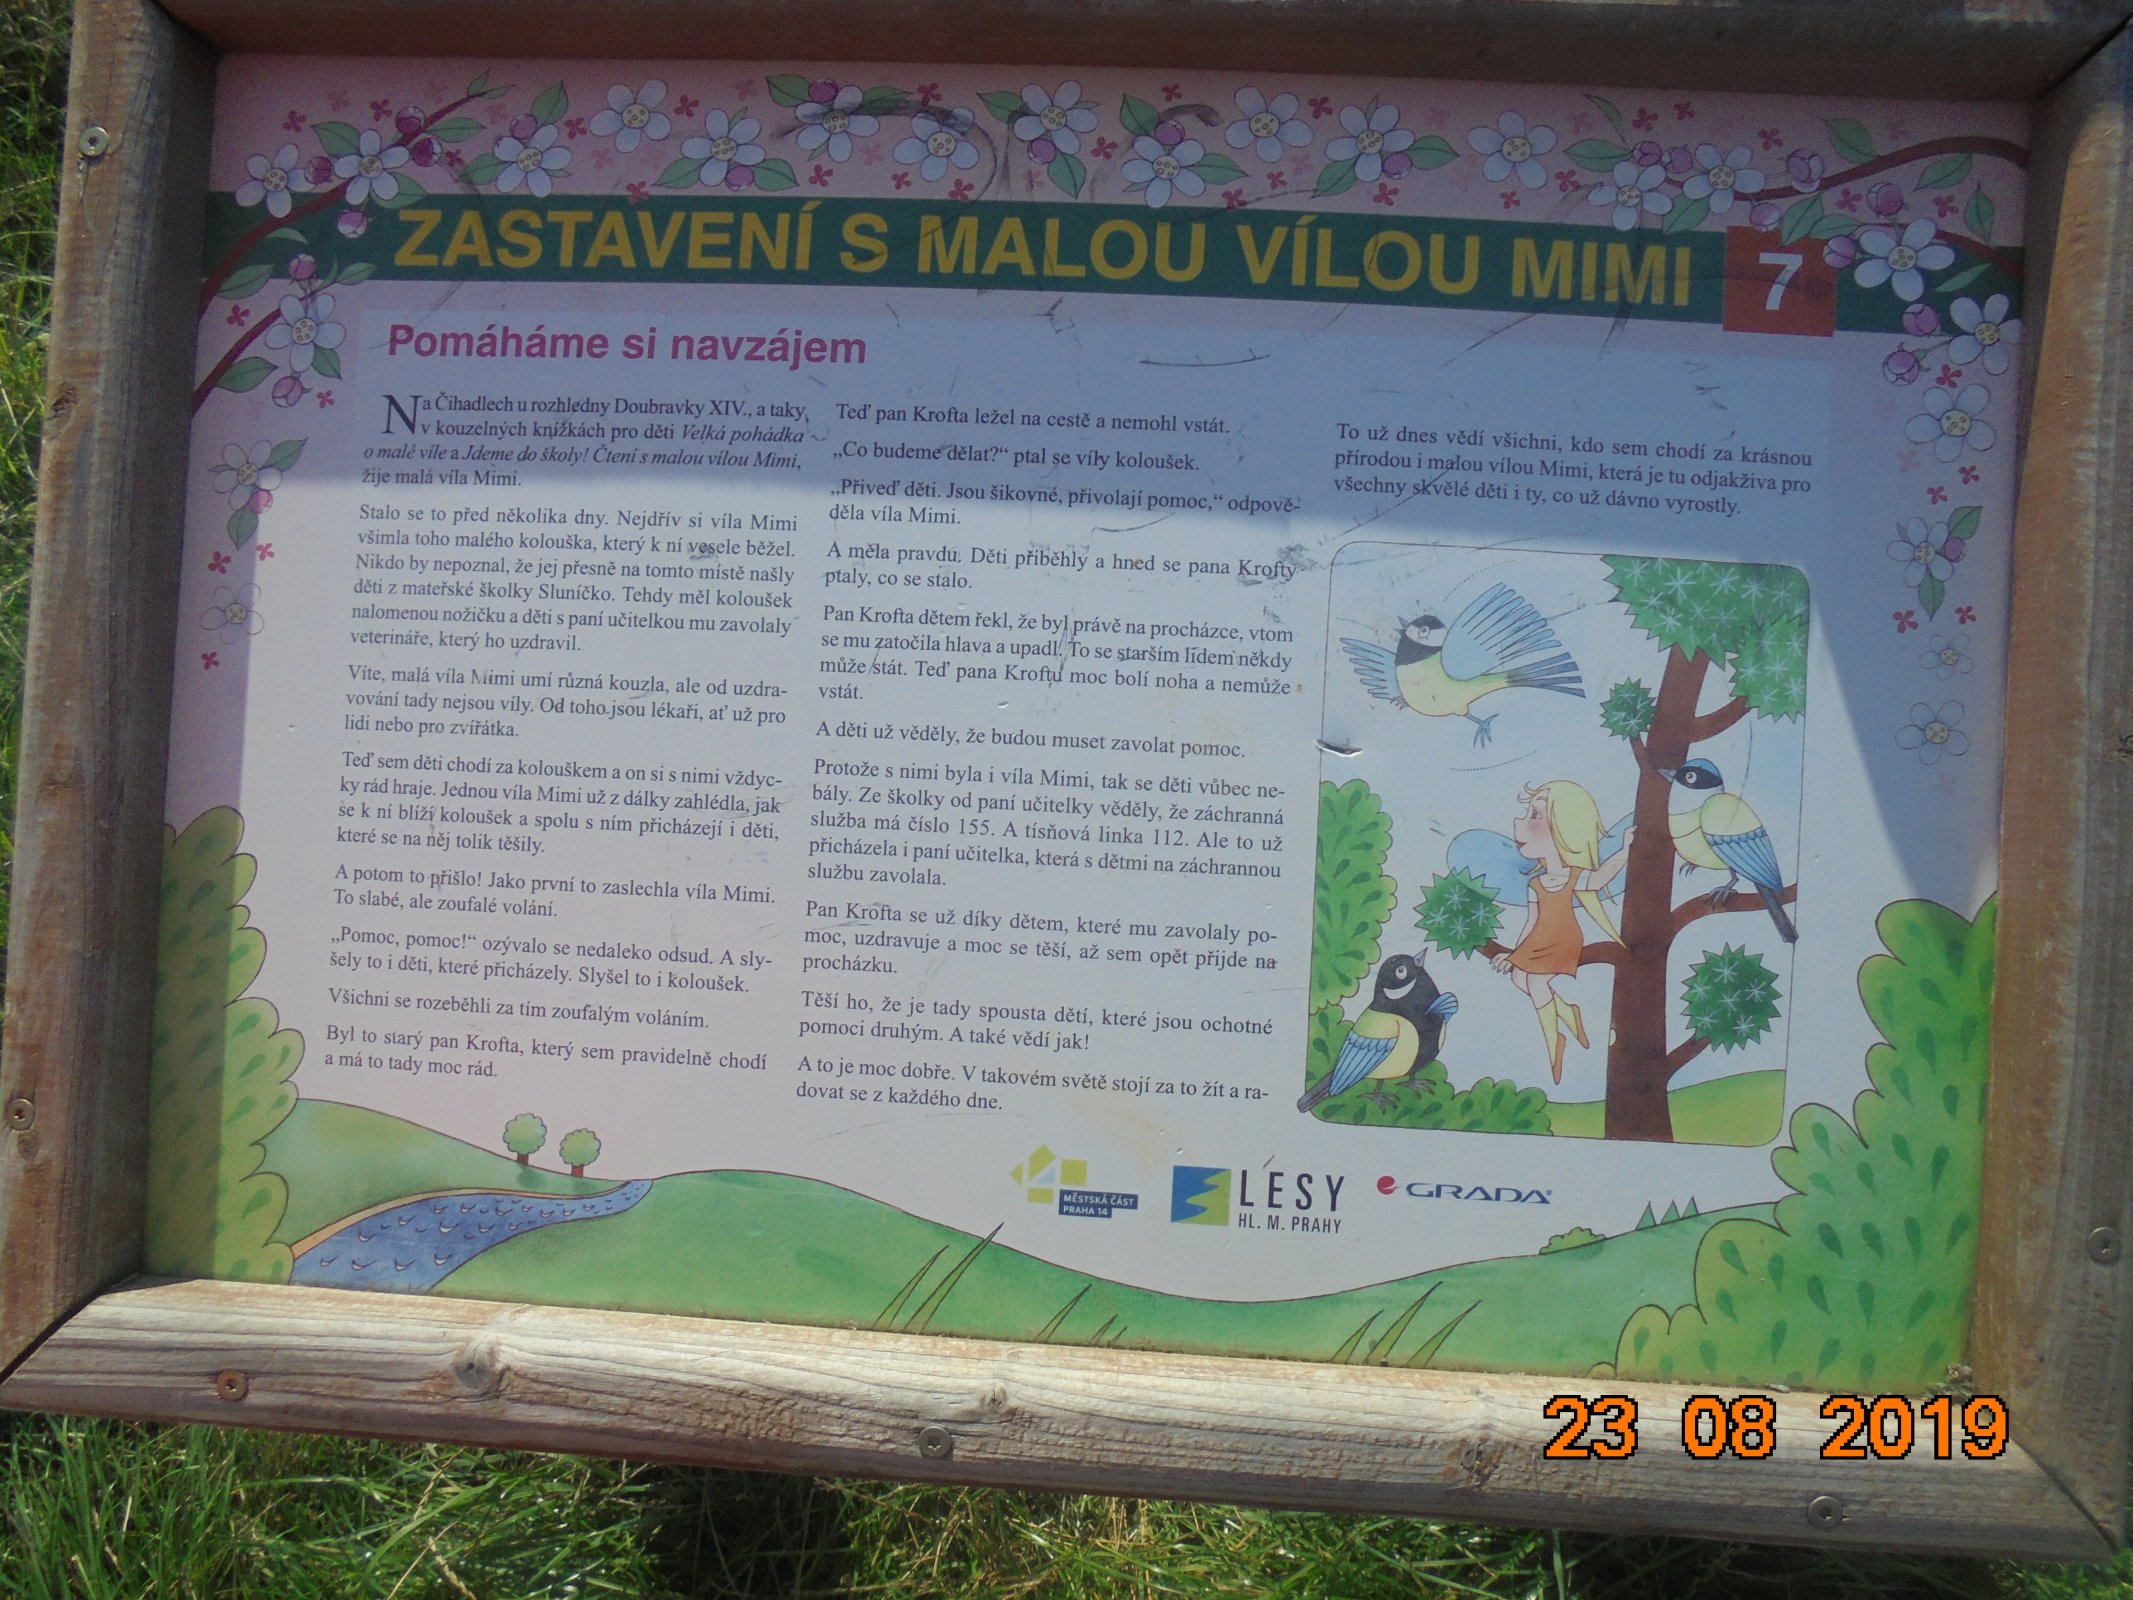 ZASTAVENÍ S MALOU VÍLOU MIMI
7
Pomáháme si navzájem
Na Čihadlech u rozhledny Doubravky XIV., a taky
v kouzelných knížkách pro děti Velká pohádka
o malé víle a Jdeme do školy! Čtení s malou vílou Mimi,
žije malá víla Mimi.
Stalo se to před několika dny. Nejdřív si víla Mimi
všimla toho malého kolouška, který k ní vesele běžel.
Nikdo by nepoznal, že jej přesně na tomto místě našly
děti z mateřské školky Sluníčko. Tehdy měl koloušek
nalomenou nožičku a děti s paní učitelkou mu zavolaly
veterináře, který ho uzdravil.
Víte, malá víla Mimi umí různá kouzla, ale od uzdra-
vování tady nejsou víly. Od toho jsou lékaři, ať už pro
lidi nebo pro zvířátka.
Teď sem děti chodí za kolouškem a on si s nimi vždyc-
ky rád hraje. Jednou víla Mimi už z dálky zahlédla, jak
se k ní blíží koloušek a spolu s ním přicházejí i děti,
které se na něj tolik těšily.
A potom to přišlo! Jako první to zaslechla víla Mimi.
To slabé, ale zoufalé volání.
„Pomoc, pomoc!“ ozývalo se nedaleko odsud. A sly-
šely to i děti, které přicházely. Slyšel to i koloušek.
Všichni se rozeběhli za tím zoufalým voláním.
Byl to starý pan Krofta, který sem pravidelně chodí
a má to tady moc rád.
Teď pan Krofta ležel na cestě a nemohl vstát.
„Co budeme dělat?“ ptal se víly koloušek.
„Přiveď děti. Jsou šikovné, přivolají pomoc,“ odpově-
děla víla Mimi.
A měla pravdu. Děti přiběhly a hned se pana Krofty
ptaly, co se stalo.
Pan Krofta dětem řekl, že byl právě na procházce, vtom
se mu zatočila hlava a upadl. To se starším lidem někdy
může stát. Teď pana Kroftu moc bolí noha a nemůže
vstát.
A děti už věděly, že budou muset zavolat pomoc.
Protože s nimi byla i víla Mimi, tak se děti vůbec ne-
bály. Ze školky od paní učitelky věděly, že záchranná
služba má číslo 155. A tísňová linka 112. Ale to už
přicházela i paní učitelka, která s dětmi na záchrannou
službu zavolala.
Pan Krofta se už díky dětem, které mu zavolaly po-
moc, uzdravuje a moc se těší, až sem opět přijde na
procházku.
Těší ho, že je tady spousta dětí, které jsou ochotné
pomoci druhým. A také vědí jak!
A to je moc dobře. V takovém světě stojí za to žít a ra-
dovat se z každého dne.
To už dnes vědí všichni, kdo sem chodí za krásnou
přírodou i malou vílou Mimi, která je tu odjakživa pro
všechny skvělé děti i ty, co už dávno vyrostly.
MĚSTSKÁ ČÁST
PRAHA 14
LESY
HL. M. PRAHY
GRADA
23 08 2019